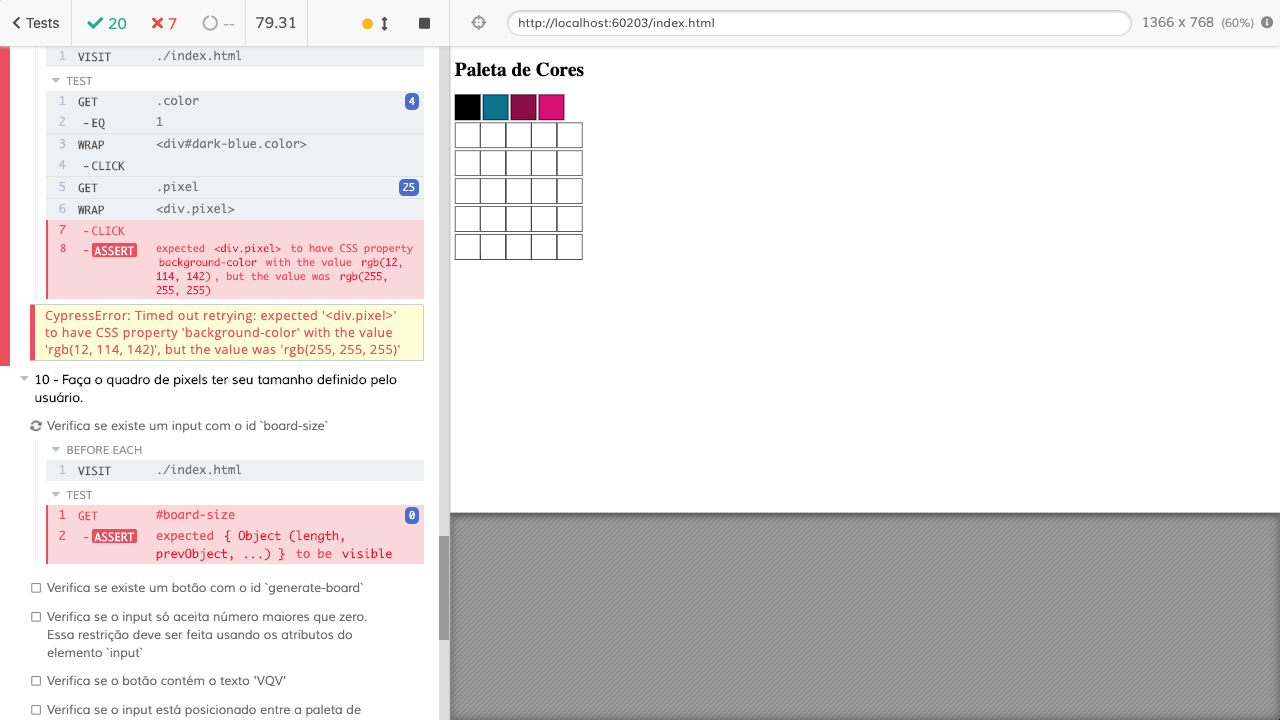 Tests 20 7 -- 79.31
http://localhost:60203/index.html 1366 x 768 (60%)
1 VISIT ./index.html
TEST
1 GET .color 4
2 -EQ 1
3 WRAP <div#dark-blue.color>
4 -CLICK
5 GET .pixel 25
6 WRAP <div.pixel>
7 -CLICK
8 -ASSERT expected <div.pixel> to have CSS property
background-color with the value rgb(12,
114, 142), but the value was rgb(255,
255, 255)
CypressError: Timed out retrying: expected '<div.pixel>'
to have CSS property 'background-color' with the value
'rgb(12, 114, 142)', but the value was 'rgb(255, 255, 255)'
10 - Faça o quadro de pixels ter seu tamanho definido pelo
usuário.
Verifica se existe um input com o id `board-size`
BEFORE EACH
1 VISIT ./index.html
TEST
1 GET #board-size 0
2 -ASSERT expected { Object (length,
prevObject, ...) } to be visible
Verifica se existe um botão com o id `generate-board`
Verifica se o input só aceita número maiores que zero.
Essa restrição deve ser feita usando os atributos do
elemento `input`
Verifica se o botão contém o texto 'VQV'
Verifica se o input está posicionado entre a paleta de
Paleta de Cores